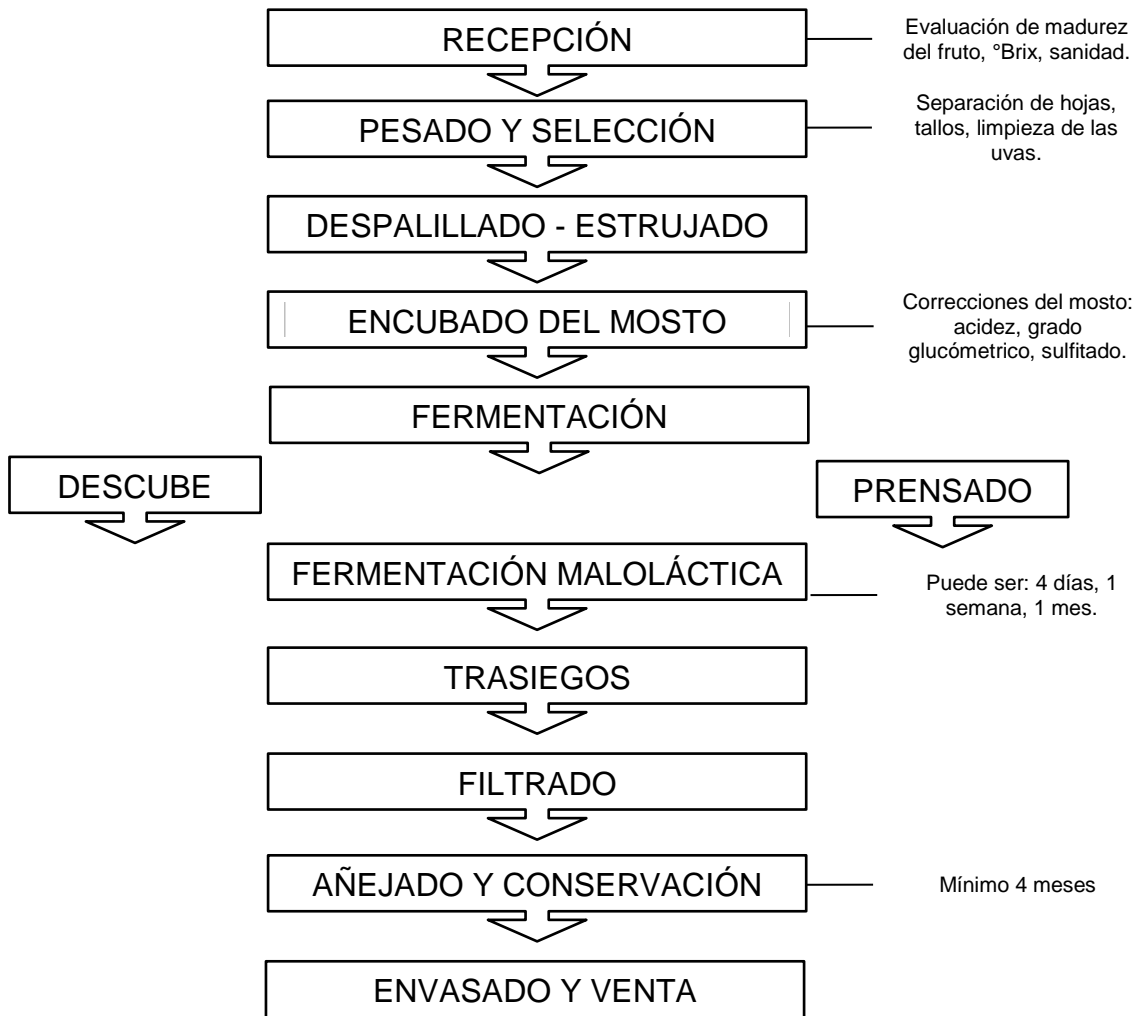 RECEPCIÓN
Evaluación de madurez
del fruto, °Brix, sanidad.
PESADO Y SELECCIÓN
Separación de hojas,
tallos, limpieza de las
uvas.
DESPALILLADO - ESTRUJADO
ENCUBADO DEL MOSTO
Correcciones del mosto:
acidez, grado
glucómetrico, sulfitado.
FERMENTACIÓN
DESCUBE
PRENSADO
FERMENTACIÓN MALOLÁCTICA
Puede ser: 4 días, 1
semana, 1 mes.
TRASIEGOS
FILTRADO
AÑEJADO Y CONSERVACIÓN
Mínimo 4 meses
ENVASADO Y VENTA